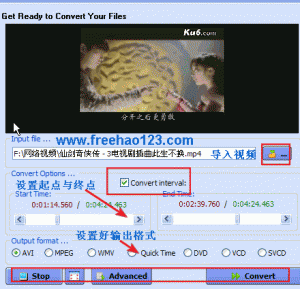 Get Ready to Convert Your Files
Ku6.com
分开之后更勇敢
Input file ...
www.freehao123.com
F:\网络视频\仙剑奇侠传 - 3电视剧插曲此生不换.mp4
导入视频
...
Convert Options ...
设置起点与终点
Convert interval:
Start Time:
End Time:
0:01:14.560 / 0:04:24.463
0:02:39.760 / 0:04:24.463
设置好输出格式
Output format ...
AVI MPEG WMV Quick Time DVD VCD SVCD
Stop Advanced Convert